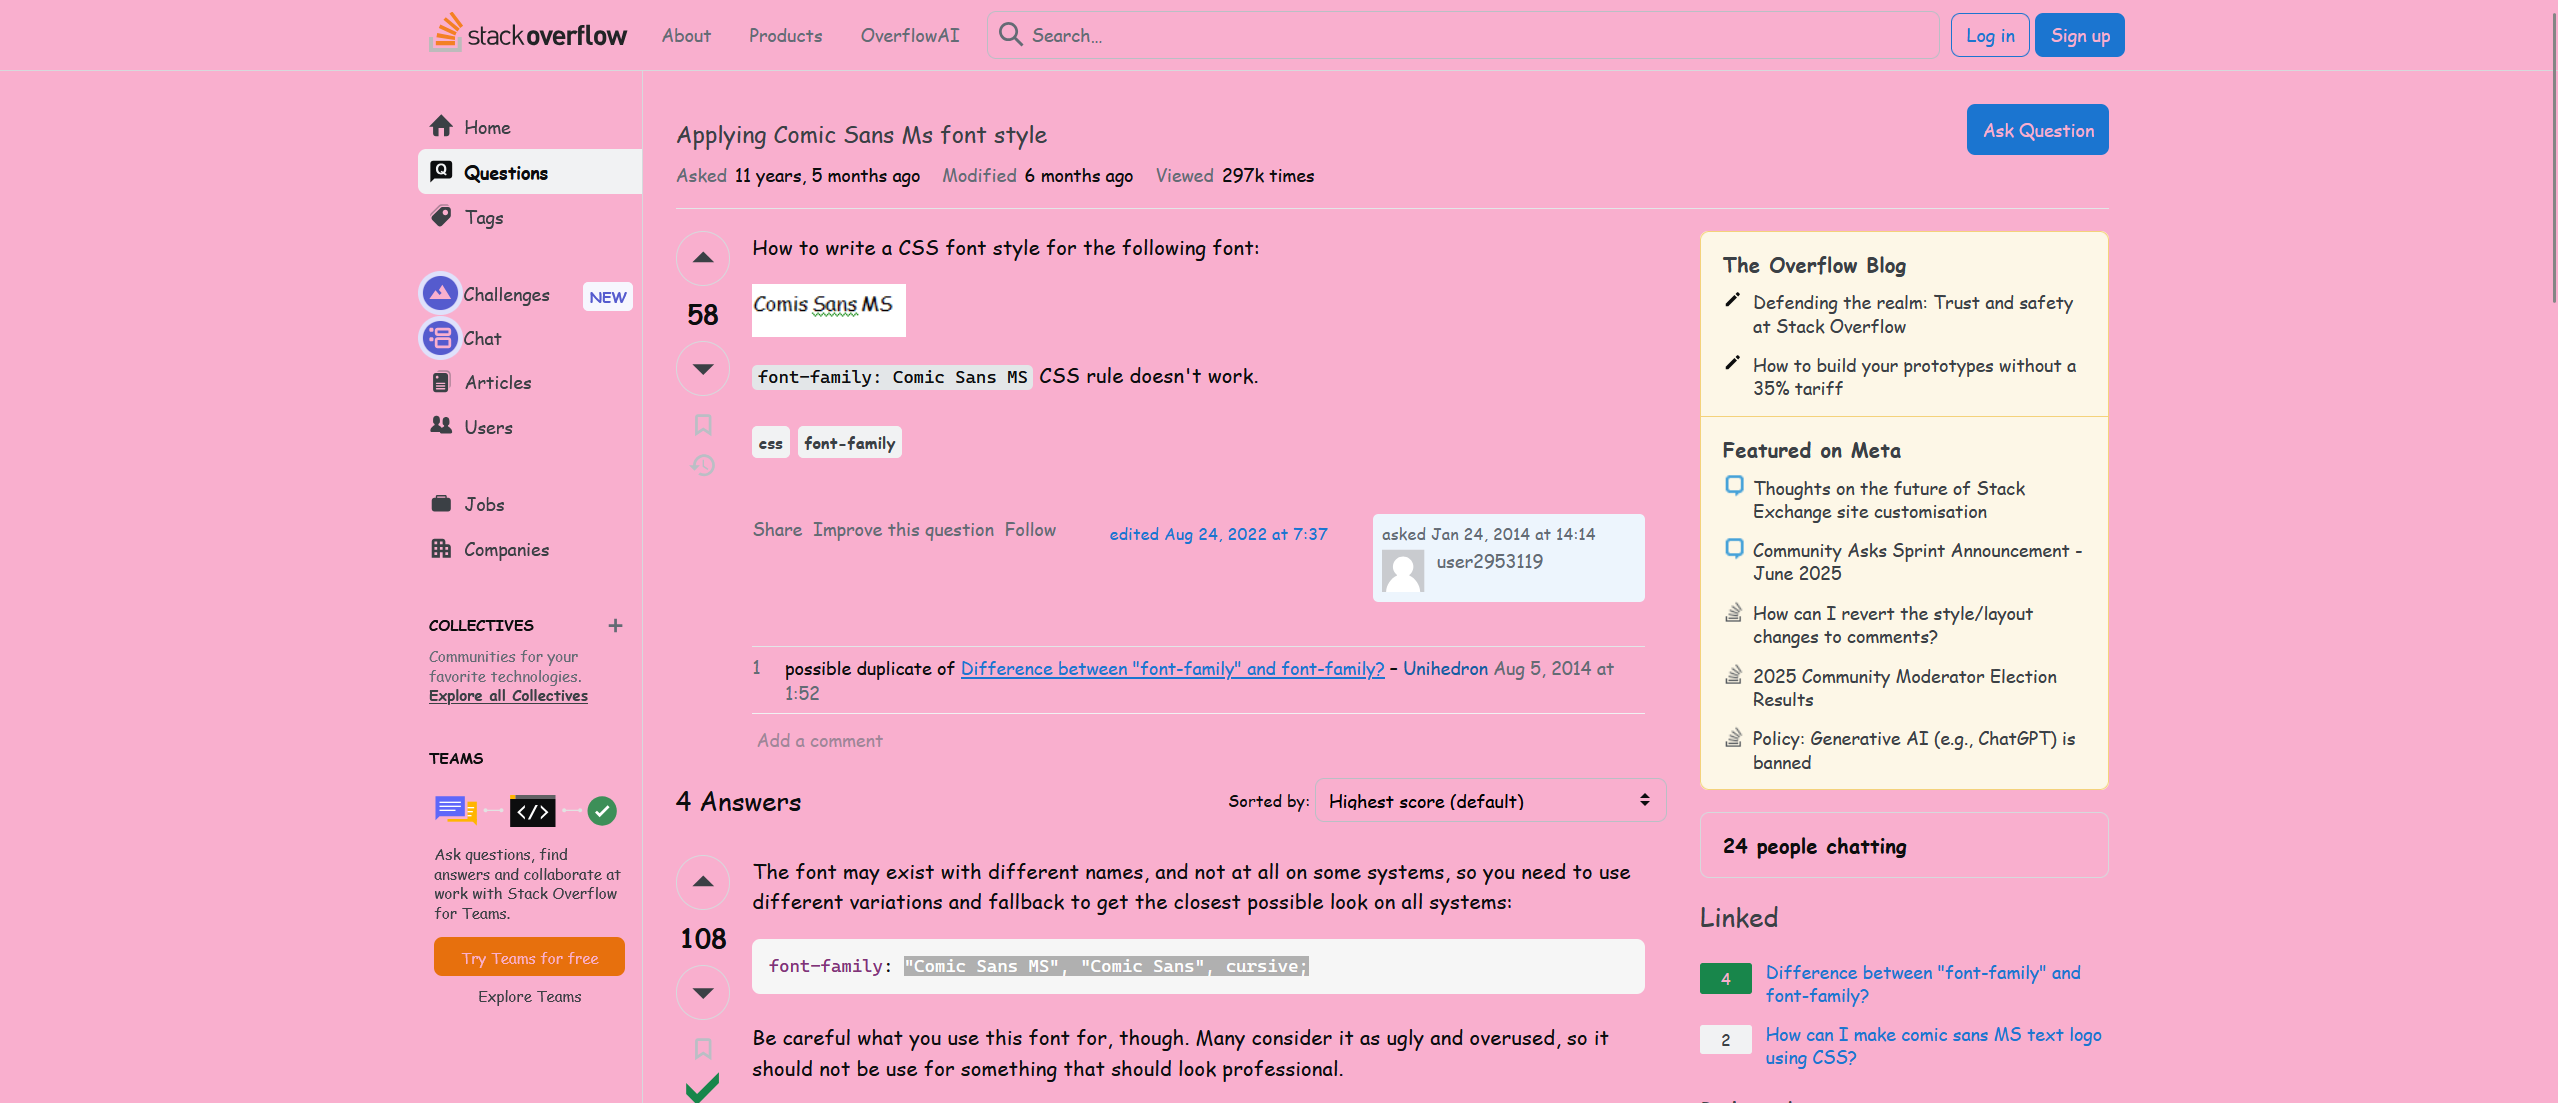 stack overflow
About
Products
OverflowAI
Search...
Log in
Sign up
Home
Questions
Tags
Challenges
NEW
Chat
Articles
Users
Jobs
Companies
COLLECTIVES
Communities for your
favorite technologies.
Explore all Collectives
TEAMS
Ask questions, find
answers and collaborate at
work with Stack Overflow
for Teams.
Try Teams for free
Explore Teams
Applying Comic Sans Ms font style
Ask Question
Asked 11 years, 5 months ago Modified 6 months ago Viewed 297k times
58
How to write a CSS font style for the following font:
Comis Sans MS
font-family: Comic Sans MS CSS rule doesn't work.
css font-family
Share Improve this question Follow
edited Aug 24, 2022 at 7:37
asked Jan 24, 2014 at 14:14
user2953119
1 possible duplicate of Difference between "font-family" and font-family? – Unihedron Aug 5, 2014 at
1:52
Add a comment
4 Answers
Sorted by: Highest score (default)
108
The font may exist with different names, and not at all on some systems, so you need to use
different variations and fallback to get the closest possible look on all systems:
font-family: "Comic Sans MS", "Comic Sans", cursive;
Be careful what you use this font for, though. Many consider it as ugly and overused, so it
should not be use for something that should look professional.
The Overflow Blog
Defending the realm: Trust and safety
at Stack Overflow
How to build your prototypes without a
35% tariff
Featured on Meta
Thoughts on the future of Stack
Exchange site customisation
Community Asks Sprint Announcement -
June 2025
How can I revert the style/layout
changes to comments?
2025 Community Moderator Election
Results
Policy: Generative AI (e.g., ChatGPT) is
banned
24 people chatting
Linked
4 Difference between "font-family" and
font-family?
2 How can I make comic sans MS text logo
using CSS?